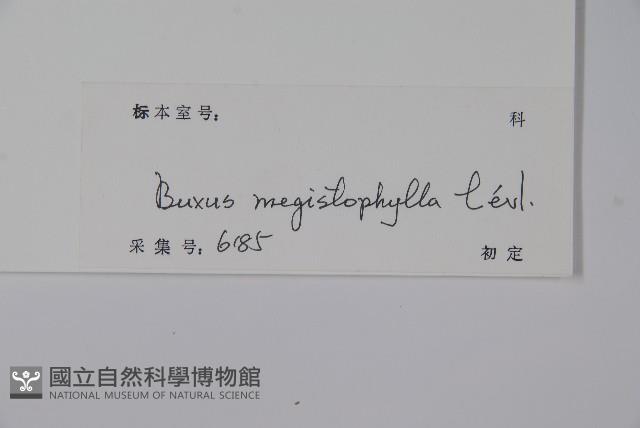 标本室号：
科
Buxus megistophylla Lévl.
采集号：6185
初定
國立自然科學博物館
NATIONAL MUSEUM OF NATURAL SCIENCE